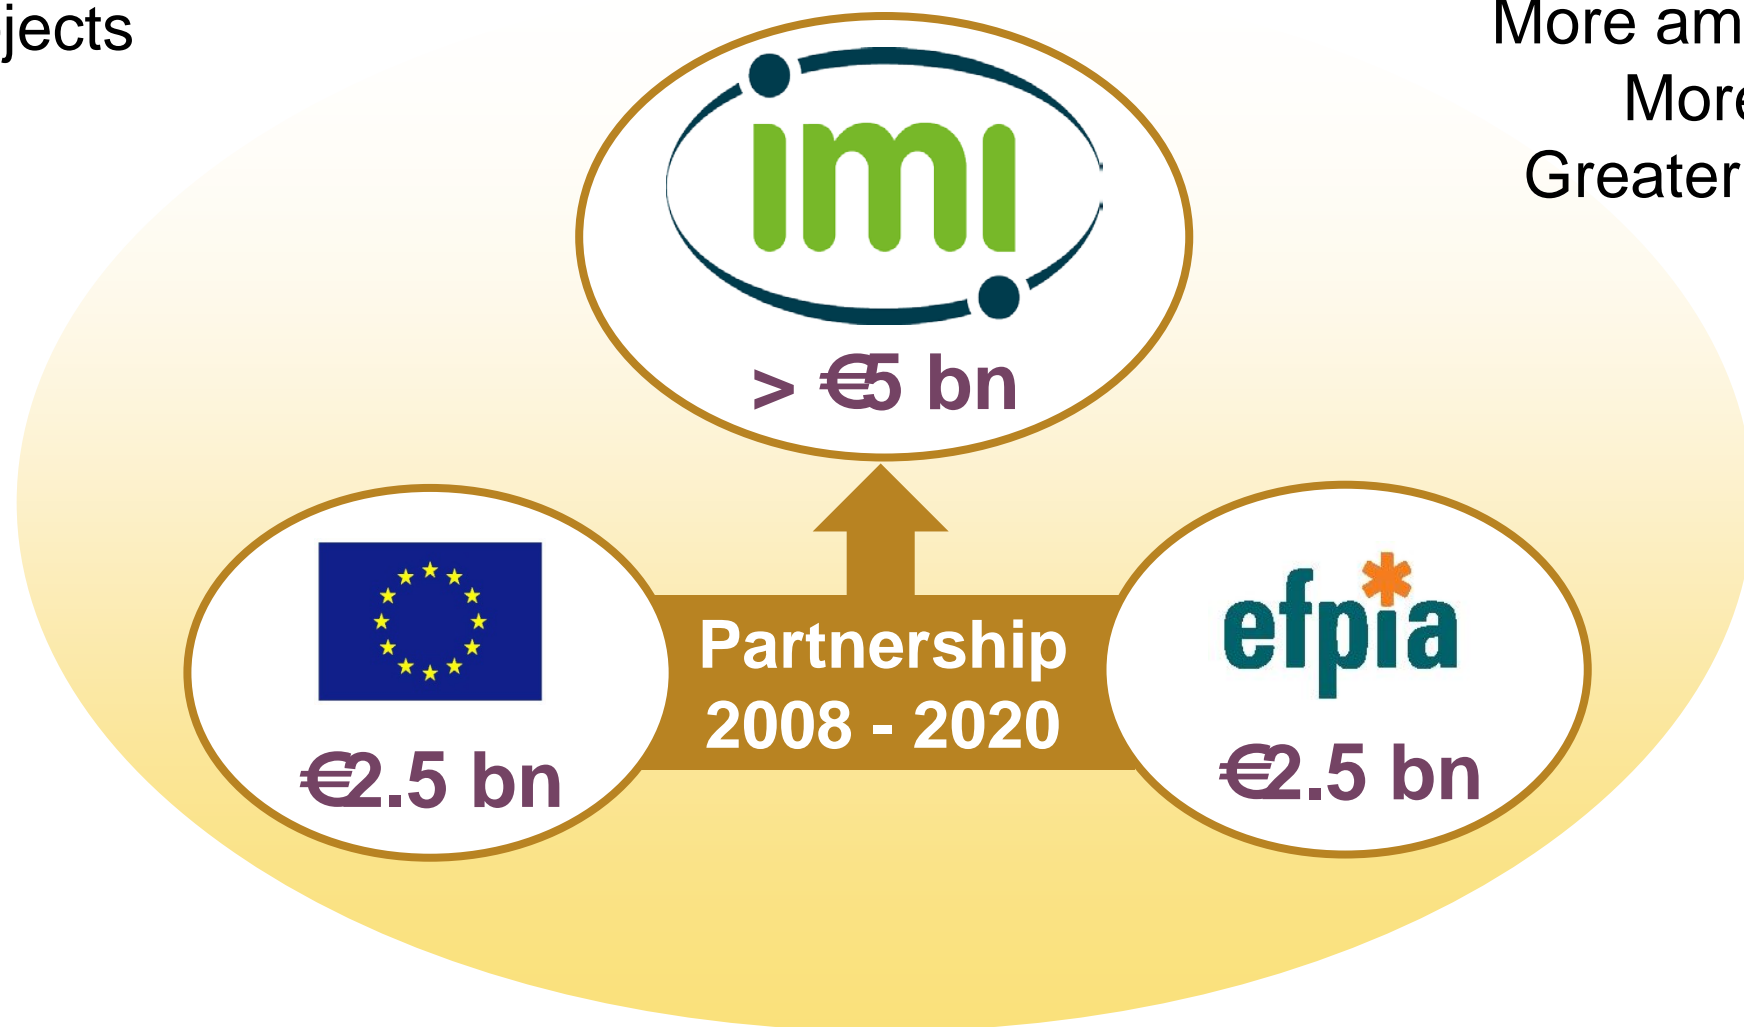 jects
More am
More
Greater
imi
> €5 bn
efpia
Partnership
2008 - 2020
€2.5 bn
€2.5 bn